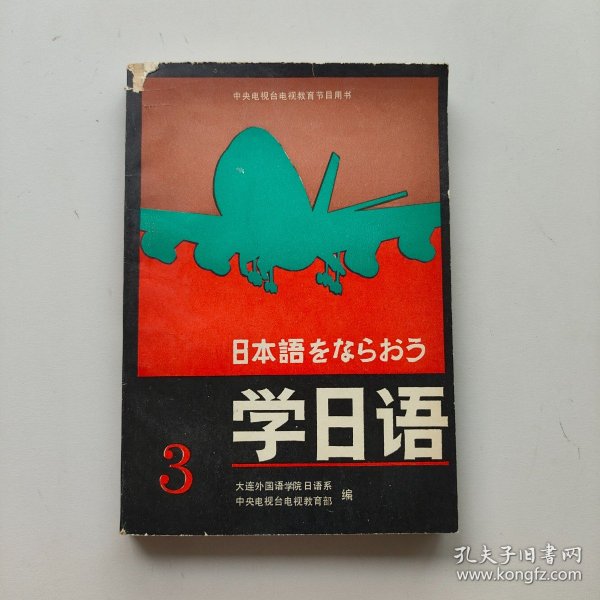 中央电视台电视教育节目用书
日本語をならおう
学日语
3
大连外国语学院日语系
中央电视台电视教育部
编
孔夫子旧书网
www.kongfz.com